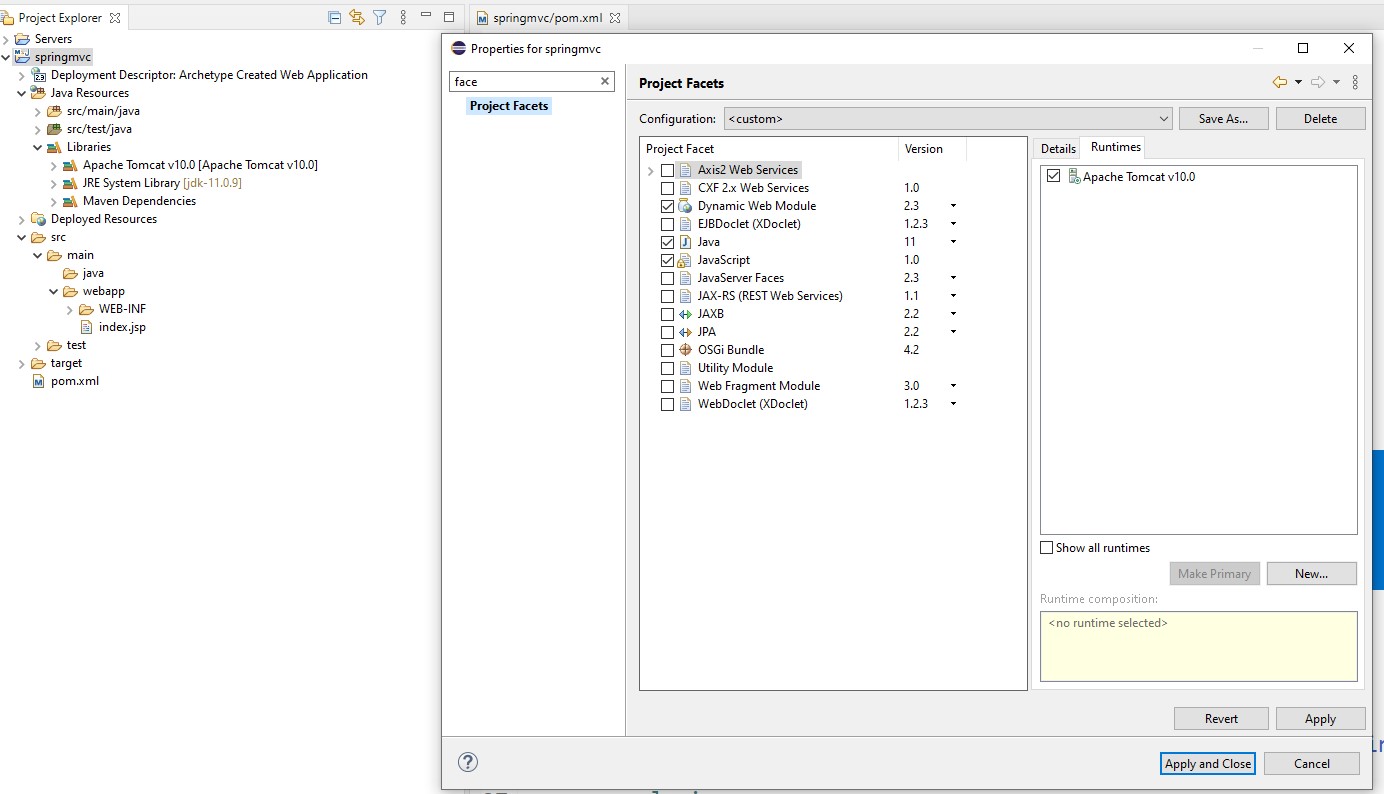 Project Explorer
springmvc/pom.xml
Servers
springmvc
Deployment Descriptor: Archetype Created Web Application
Java Resources
src/main/java
src/test/java
Libraries
Apache Tomcat v10.0 [Apache Tomcat v10.0]
JRE System Library [jdk-11.0.9]
Maven Dependencies
Deployed Resources
src
main
java
webapp
WEB-INF
index.jsp
test
target
pom.xml
Properties for springmvc
face
Project Facets
Project Facets
Configuration: <custom> Save As... Delete
Project Facet Version
Axis2 Web Services
CXF 2.x Web Services 1.0
Dynamic Web Module 2.3
EJBDoclet (XDoclet) 1.2.3
Java 11
JavaScript 1.0
JavaServer Faces 2.3
JAX-RS (REST Web Services) 1.1
JAXB 2.2
JPA 2.2
OSGi Bundle 4.2
Utility Module
Web Fragment Module 3.0
WebDoclet (XDoclet) 1.2.3
Details Runtimes
Apache Tomcat v10.0
Show all runtimes
Make Primary New...
Runtime composition:
<no runtime selected>
Revert Apply
Apply and Close Cancel